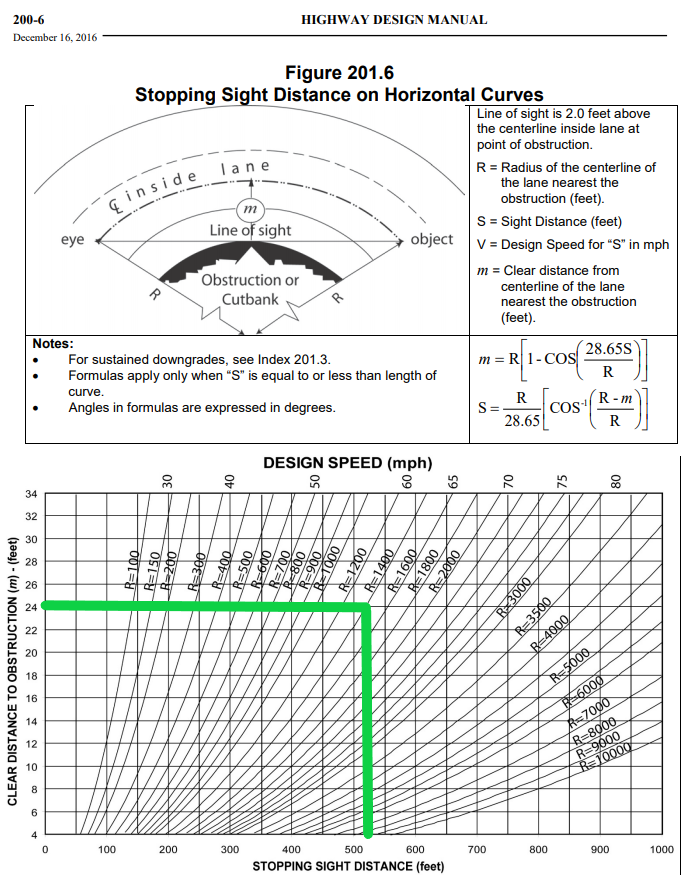 200-6
HIGHWAY DESIGN MANUAL
December 16, 2016
Figure 201.6
Stopping Sight Distance on Horizontal Curves
℄ inside lane
m
Line of sight
eye
object
Obstruction or
Cutbank
R
R
Line of sight is 2.0 feet above
the centerline inside lane at
point of obstruction.
R = Radius of the centerline of
the lane nearest the
obstruction (feet).
S = Sight Distance (feet)
V = Design Speed for “S” in mph
m = Clear distance from
centerline of the lane
nearest the obstruction
(feet).
Notes:
• For sustained downgrades, see Index 201.3.
• Formulas apply only when “S” is equal to or less than length of
curve.
• Angles in formulas are expressed in degrees.
m = R[1 - COS(28.65S/R)]
S = R/28.65[COS⁻¹(R - m/R)]
DESIGN SPEED (mph)
30 40 50 60 65 70 75 80
CLEAR DISTANCE TO OBSTRUCTION (m) - (feet)
34
32
30
28
26
24
22
20
18
16
14
12
10
8
6
4
R=100
R=150
R=200
R=300
R=400
R=500
R=600
R=700
R=800
R=900
R=1000
R=1200
R=1400
R=1600
R=1800
R=2000
R=3000
R=3500
R=4000
R=5000
R=6000
R=7000
R=8000
R=9000
R=10000
0 100 200 300 400 500 600 700 800 900 1000
STOPPING SIGHT DISTANCE (feet)